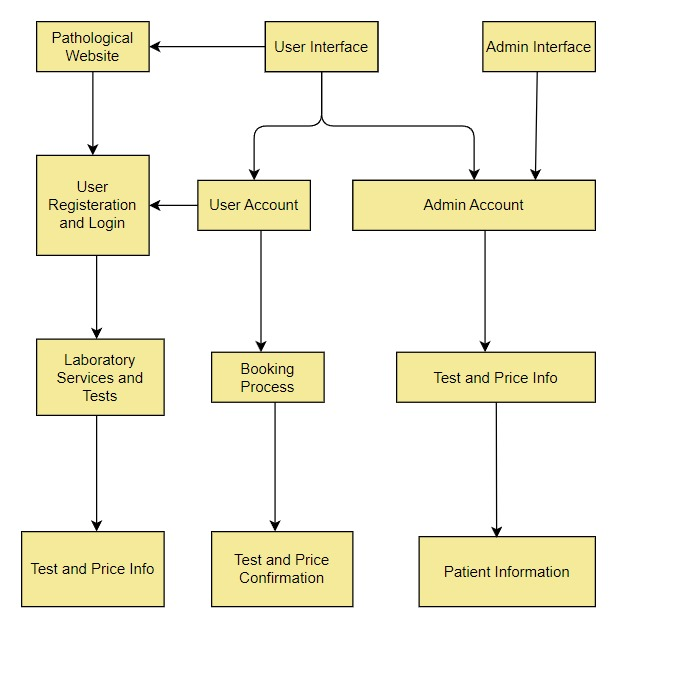 Pathological
Website
User Interface
Admin Interface
User
Registeration
and Login
User Account
Admin Account
Laboratory
Services and
Tests
Booking
Process
Test and Price Info
Test and Price Info
Test and Price
Confirmation
Patient Information